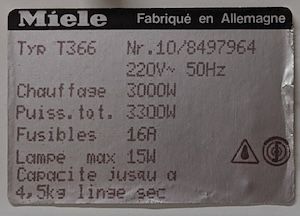 Miele Fabriqué en Allemagne
Typ T366 Nr.10/8497964
220V~ 50Hz
Chauffage 3000W
Puiss.tot. 3300W
Fusibles 16A
Lampe max 15W
Capacite jusqu a
4,5kg linge sec